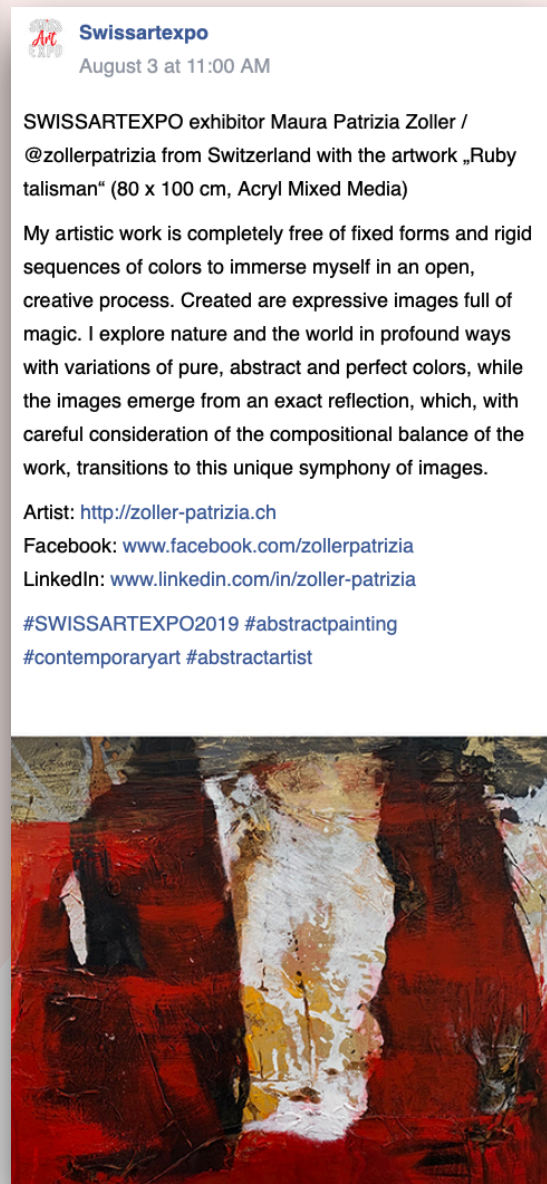 SWISS
Art
EXPO
Swissartexpo
August 3 at 11:00 AM
SWISSARTEXPO exhibitor Maura Patrizia Zoller /
@zollerpatrizia from Switzerland with the artwork „Ruby
talisman“ (80 x 100 cm, Acryl Mixed Media)
My artistic work is completely free of fixed forms and rigid
sequences of colors to immerse myself in an open,
creative process. Created are expressive images full of
magic. I explore nature and the world in profound ways
with variations of pure, abstract and perfect colors, while
the images emerge from an exact reflection, which, with
careful consideration of the compositional balance of the
work, transitions to this unique symphony of images.
Artist: http://zoller-patrizia.ch
Facebook: www.facebook.com/zollerpatrizia
LinkedIn: www.linkedin.com/in/zoller-patrizia
#SWISSARTEXPO2019 #abstractpainting
#contemporaryart #abstractartist